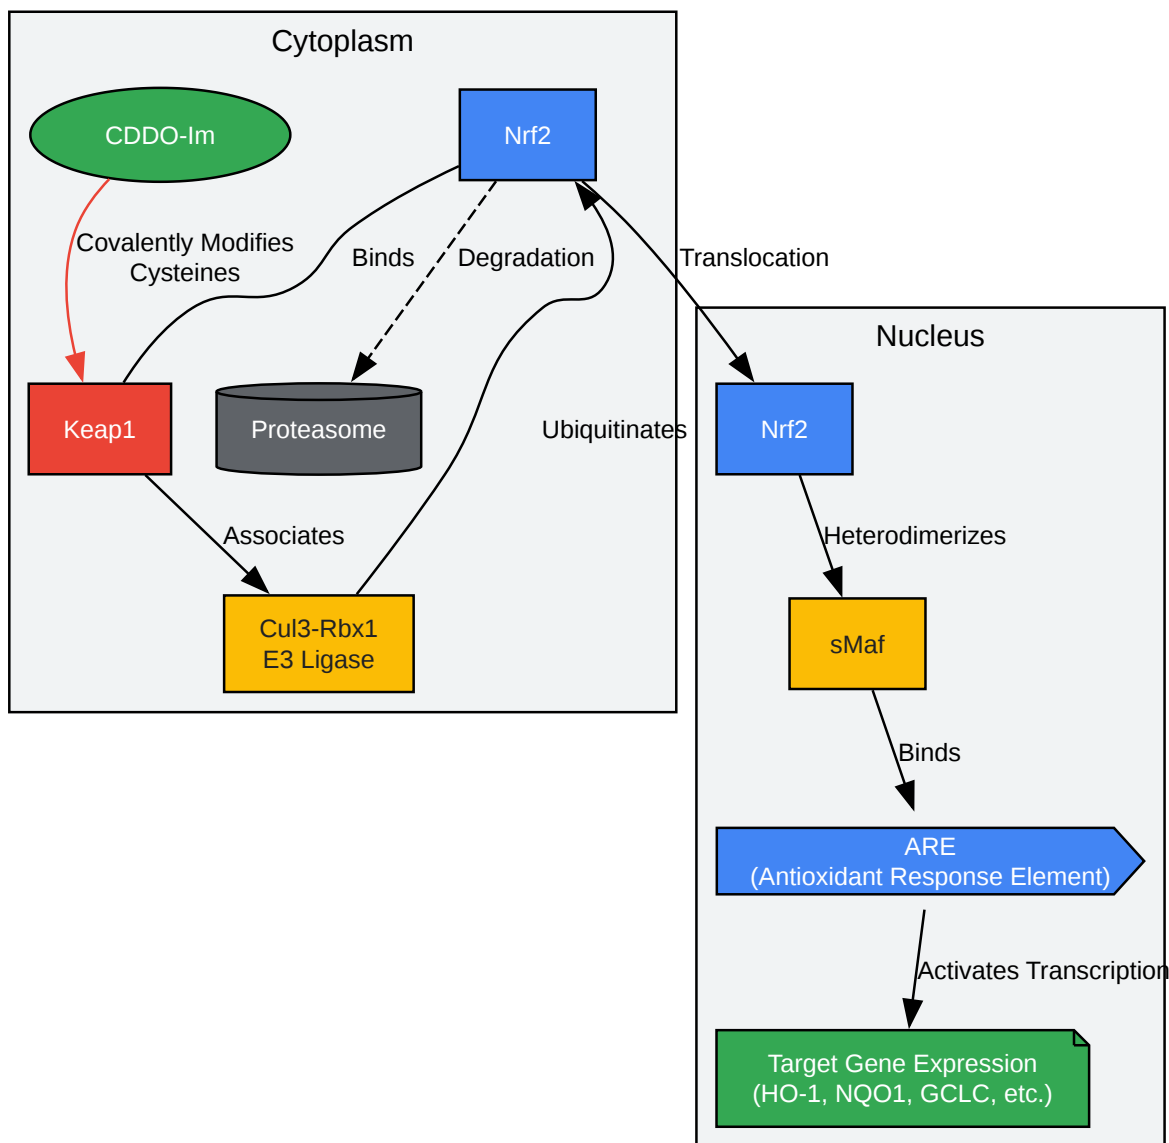 Cytoplasm
CDDO-Im
Nrf2
Covalently Modifies
Cysteines
Binds
Degradation
Translocation
Nucleus
Keap1
Proteasome
Ubiquitinates
Nrf2
Associates
Heterodimerizes
Cul3-Rbx1
E3 Ligase
sMaf
Binds
ARE
(Antioxidant Response Element)
Activates Transcription
Target Gene Expression
(HO-1, NQO1, GCLC, etc.)